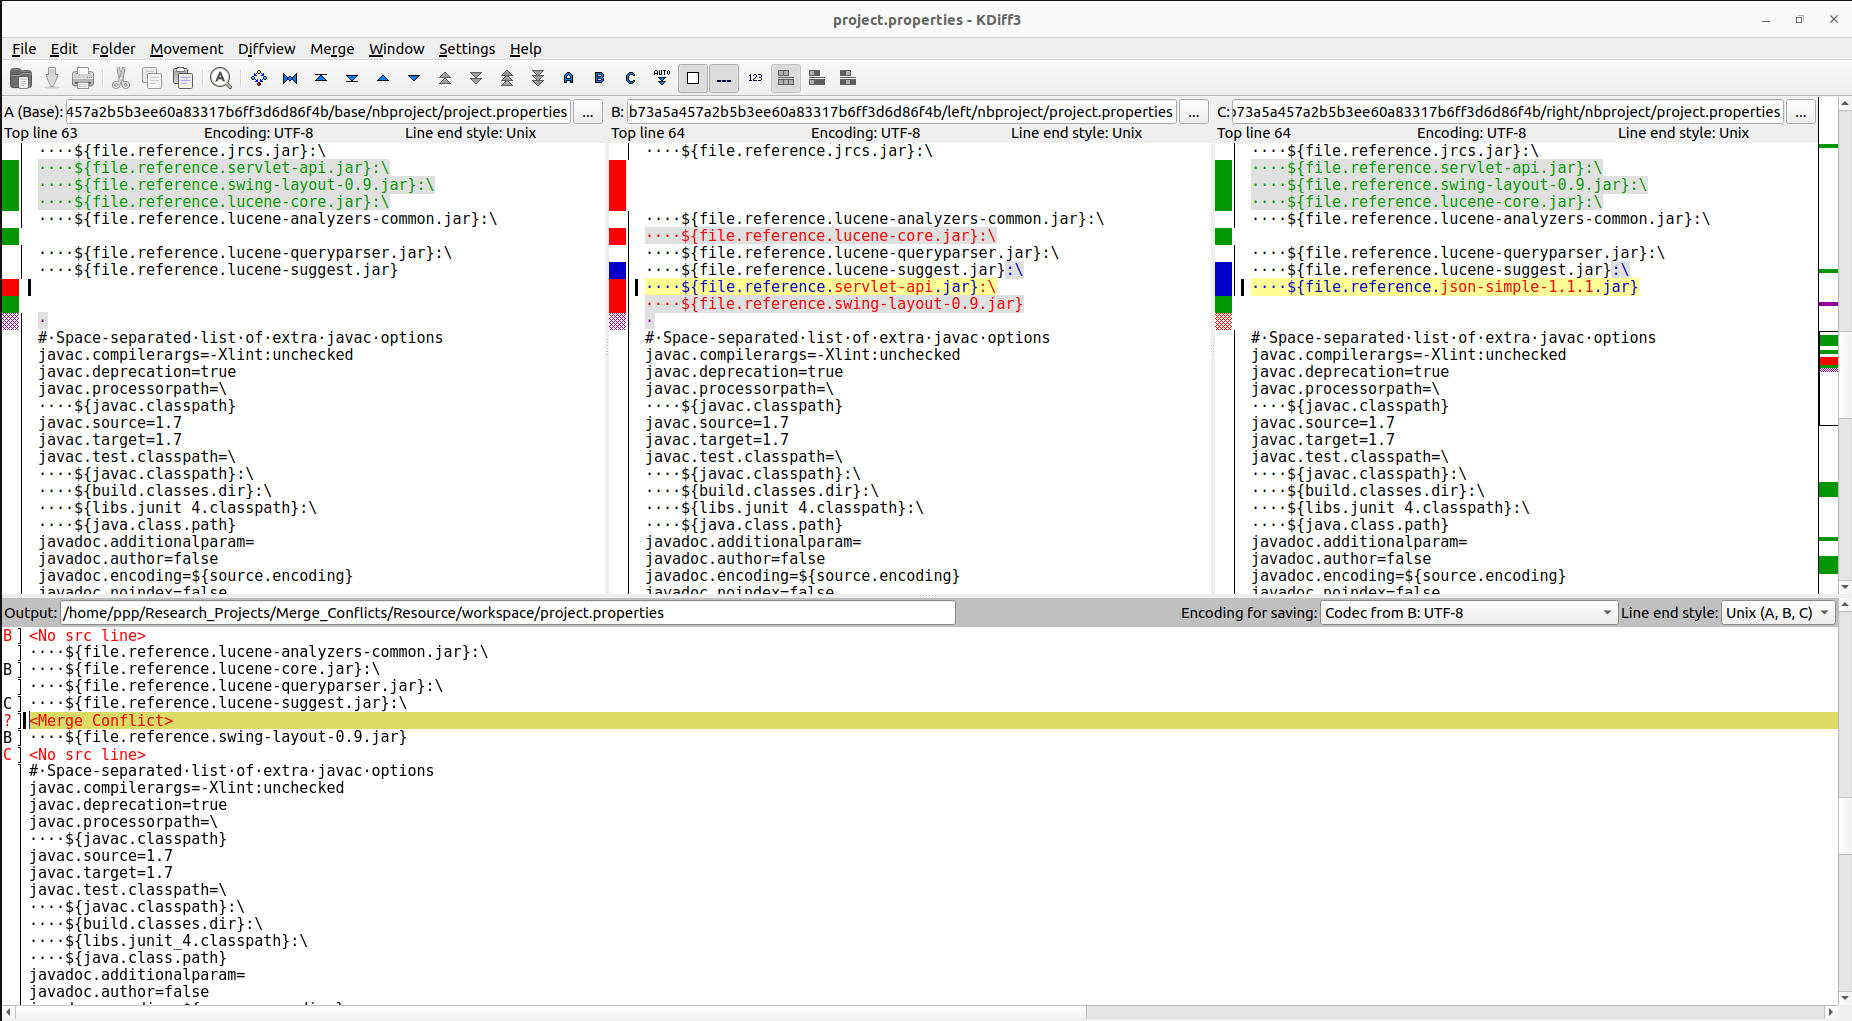 project.properties - KDiff3
File Edit Folder Movement Diffview Merge Window Settings Help
A B C AUTO 123
A (Base): 457a2b5b3ee60a83317b6ff3d6d86f4b/base/nbproject/project.properties ...
Top line 63 Encoding: UTF-8 Line end style: Unix
····${file.reference.jrcs.jar}:\
····${file.reference.servlet-api.jar}:\
····${file.reference.swing-layout-0.9.jar}:\
····${file.reference.lucene-core.jar}:\
····${file.reference.lucene-analyzers-common.jar}:\
····${file.reference.lucene-queryparser.jar}:\
····${file.reference.lucene-suggest.jar}
·
#·Space-separated·list·of·extra·javac·options
javac.compilerargs=-Xlint:unchecked
javac.deprecation=true
javac.processorpath=\
····${javac.classpath}
javac.source=1.7
javac.target=1.7
javac.test.classpath=\
····${javac.classpath}:\
····${build.classes.dir}:\
····${libs.junit_4.classpath}:\
····${java.class.path}
javadoc.additionalparam=
javadoc.author=false
javadoc.encoding=${source.encoding}
javadoc.noindex=false
B: b73a5a457a2b5b3ee60a83317b6ff3d6d86f4b/left/nbproject/project.properties ...
Top line 64 Encoding: UTF-8 Line end style: Unix
····${file.reference.jrcs.jar}:\
····${file.reference.lucene-analyzers-common.jar}:\
····${file.reference.lucene-core.jar}:\
····${file.reference.lucene-queryparser.jar}:\
····${file.reference.lucene-suggest.jar}:\
····${file.reference.servlet-api.jar}:\
····${file.reference.swing-layout-0.9.jar}
·
#·Space-separated·list·of·extra·javac·options
javac.compilerargs=-Xlint:unchecked
javac.deprecation=true
javac.processorpath=\
····${javac.classpath}
javac.source=1.7
javac.target=1.7
javac.test.classpath=\
····${javac.classpath}:\
····${build.classes.dir}:\
····${libs.junit_4.classpath}:\
····${java.class.path}
javadoc.additionalparam=
javadoc.author=false
javadoc.encoding=${source.encoding}
javadoc.noindex=false
C: b73a5a457a2b5b3ee60a83317b6ff3d6d86f4b/right/nbproject/project.properties ...
Top line 64 Encoding: UTF-8 Line end style: Unix
····${file.reference.jrcs.jar}:\
····${file.reference.servlet-api.jar}:\
····${file.reference.swing-layout-0.9.jar}:\
····${file.reference.lucene-core.jar}:\
····${file.reference.lucene-analyzers-common.jar}:\
····${file.reference.lucene-queryparser.jar}:\
····${file.reference.lucene-suggest.jar}:\
····${file.reference.json-simple-1.1.1.jar}
#·Space-separated·list·of·extra·javac·options
javac.compilerargs=-Xlint:unchecked
javac.deprecation=true
javac.processorpath=\
····${javac.classpath}
javac.source=1.7
javac.target=1.7
javac.test.classpath=\
····${javac.classpath}:\
····${build.classes.dir}:\
····${libs.junit_4.classpath}:\
····${java.class.path}
javadoc.additionalparam=
javadoc.author=false
javadoc.encoding=${source.encoding}
javadoc.noindex=false
Output: /home/ppp/Research_Projects/Merge_Conflicts/Resource/workspace/project.properties Encoding for saving: Codec from B: UTF-8 Line end style: Unix (A, B, C)
B <No src line>
····${file.reference.lucene-analyzers-common.jar}:\
B ····${file.reference.lucene-core.jar}:\
····${file.reference.lucene-queryparser.jar}:\
C ····${file.reference.lucene-suggest.jar}:\
? <Merge Conflict>
B ····${file.reference.swing-layout-0.9.jar}
C <No src line>
#·Space-separated·list·of·extra·javac·options
javac.compilerargs=-Xlint:unchecked
javac.deprecation=true
javac.processorpath=\
····${javac.classpath}
javac.source=1.7
javac.target=1.7
javac.test.classpath=\
····${javac.classpath}:\
····${build.classes.dir}:\
····${libs.junit_4.classpath}:\
····${java.class.path}
javadoc.additionalparam=
javadoc.author=false